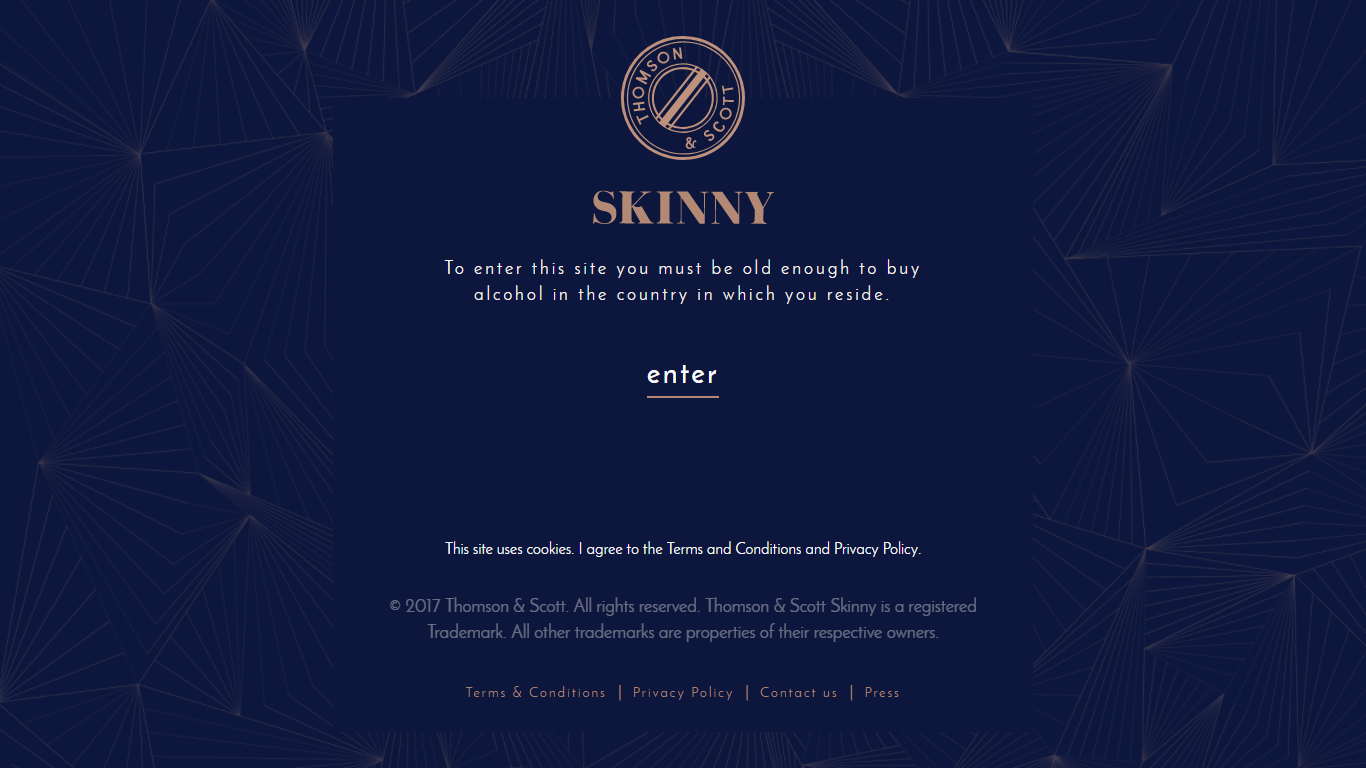 THOMSON
& SCOTT
SKINNY
To enter this site you must be old enough to buy
alcohol in the country in which you reside.
enter
This site uses cookies. I agree to the Terms and Conditions and Privacy Policy.
© 2017 Thomson & Scott. All rights reserved. Thomson & Scott Skinny is a registered
Trademark. All other trademarks are properties of their respective owners.
Terms & Conditions | Privacy Policy | Contact us | Press